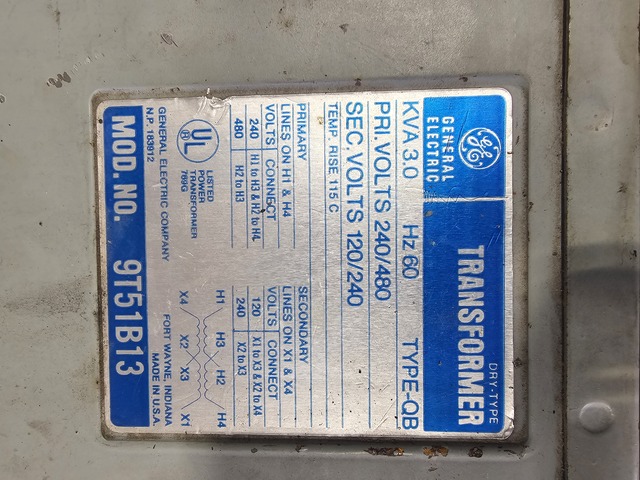 GE
GENERAL ELECTRIC
DRY-TYPE
TRANSFORMER
KVA 3.0 Hz 60 TYPE-QB
PRI. VOLTS 240/480
SEC. VOLTS 120/240
TEMP. RISE 115 C
PRIMARY
LINES ON H1 & H4
VOLTS CONNECT
240 H1 to H3 & H2 to H4
480 H2 to H3
SECONDARY
LINES ON X1 & X4
VOLTS CONNECT
120 X1 to X3 & X2 to X4
240 X2 to X3
UL
®
LISTED
POWER
TRANSFORMER
769G
H1 H3 H2 H4
X4 X2 X3 X1
GENERAL ELECTRIC COMPANY
N.P. 183912
FORT WAYNE, INDIANA
MADE IN U.S.A.
MOD. NO. 9T51B13